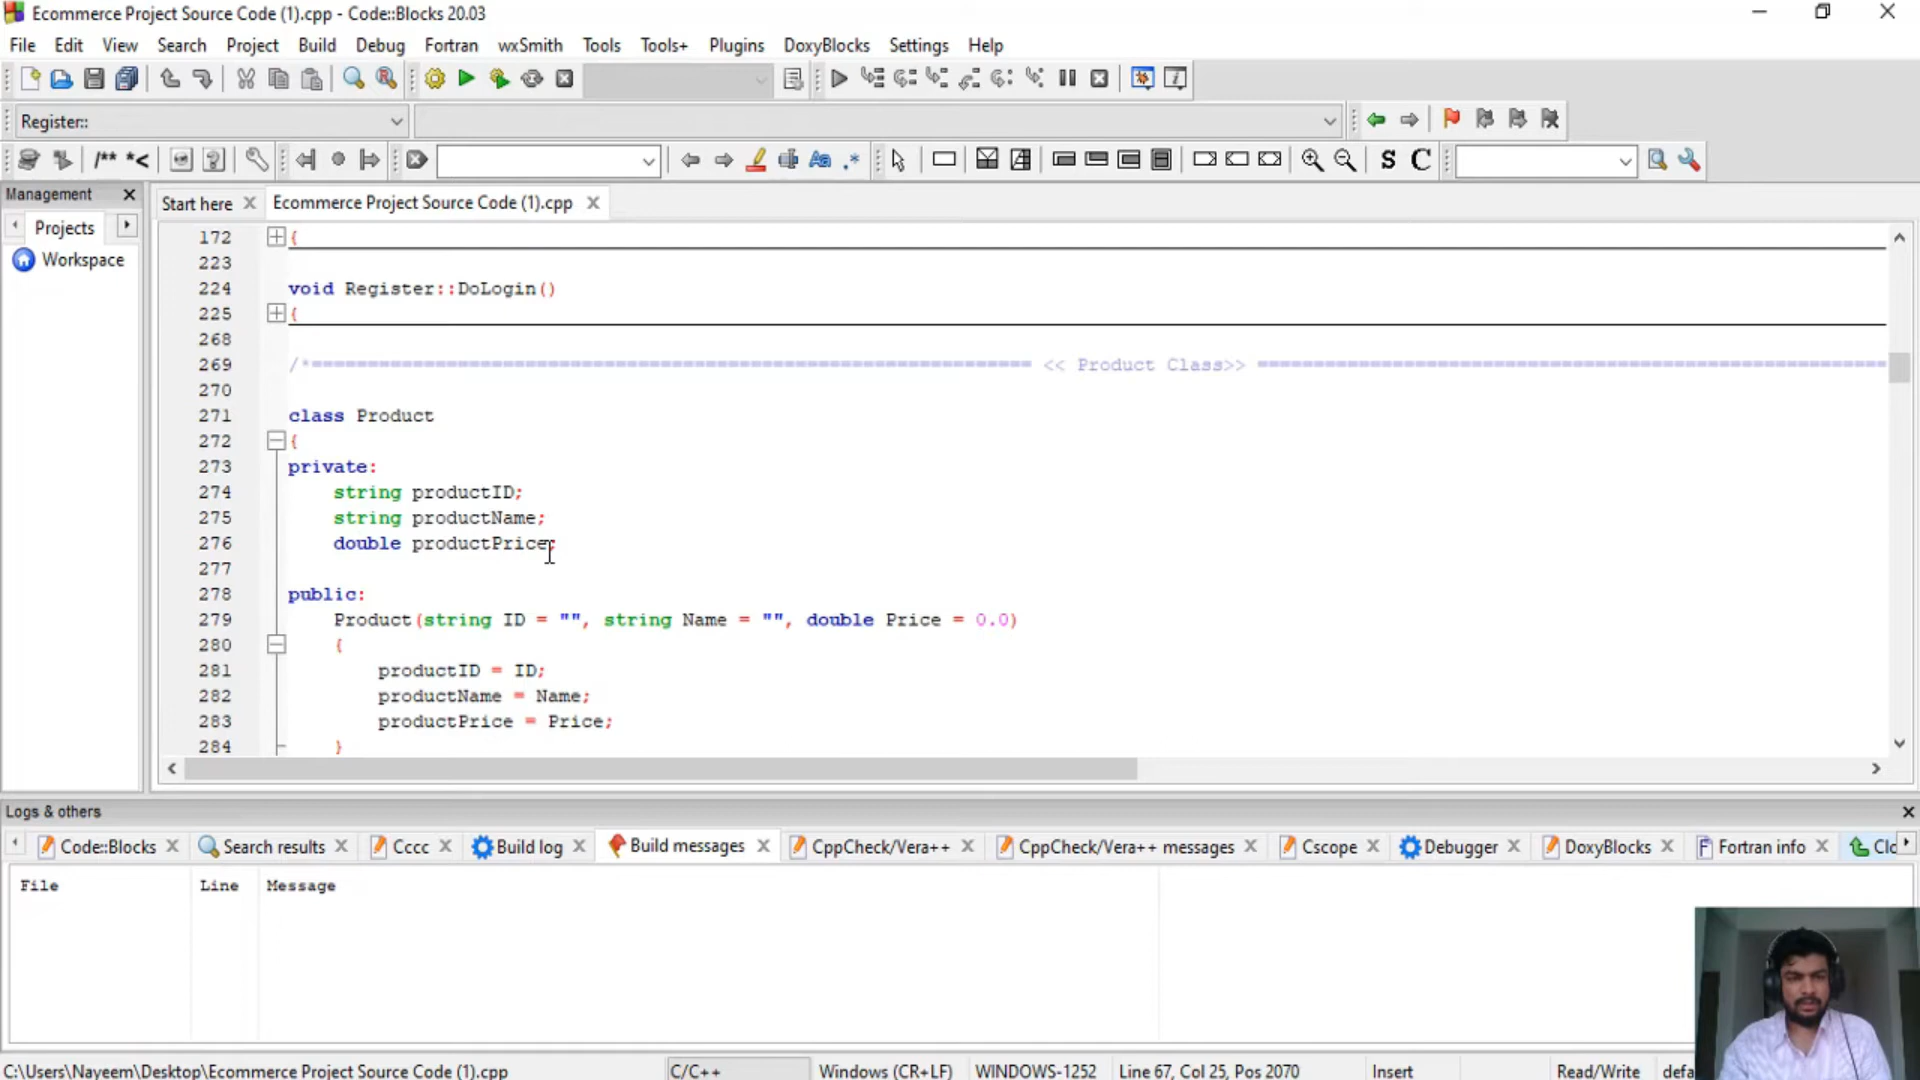 Ecommerce Project Source Code (1).cpp - Code::Blocks 20.03
File Edit View Search Project Build Debug Fortran wxSmith Tools Tools+ Plugins DoxyBlocks Settings Help
Register::
/** *<
S C
Management
Start here
Ecommerce Project Source Code (1).cpp
Projects
Workspace
172 {
223
224 void Register::DoLogin()
225 {
268
269 /*================================================================ << Product Class>> ========================================================
270
271 class Product
272 {
273 private:
274 string productID;
275 string productName;
276 double productPrice;
277
278 public:
279 Product(string ID = "", string Name = "", double Price = 0.0)
280 {
281 productID = ID;
282 productName = Name;
283 productPrice = Price;
284 }
Logs & others
Code::Blocks Search results Cccc Build log Build messages CppCheck/Vera++ CppCheck/Vera++ messages Cscope Debugger DoxyBlocks Fortran info Clo
File Line Message
C:\Users\Nayeem\Desktop\Ecommerce Project Source Code (1).cpp C/C++ Windows (CR+LF) WINDOWS-1252 Line 67, Col 25, Pos 2070 Insert Read/Write defa